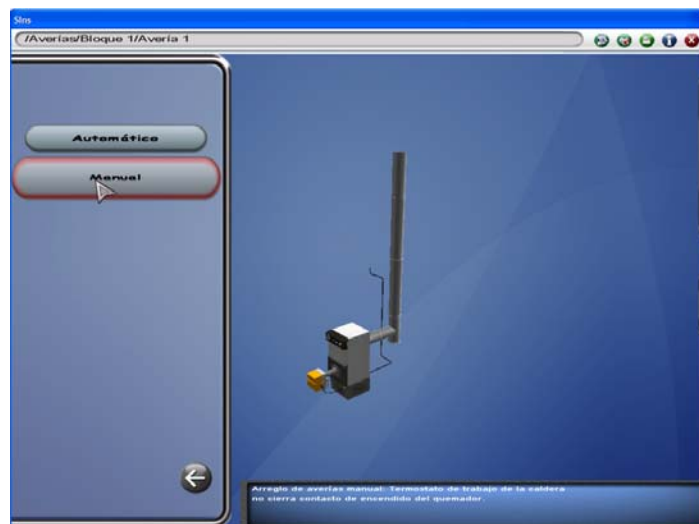 SIns
/Averías/Bloque 1/Avería 1
Automático
Manual
Arreglo de averías manual: Termostato de trabajo de la caldera
no cierra contacto de encendido del quemador.